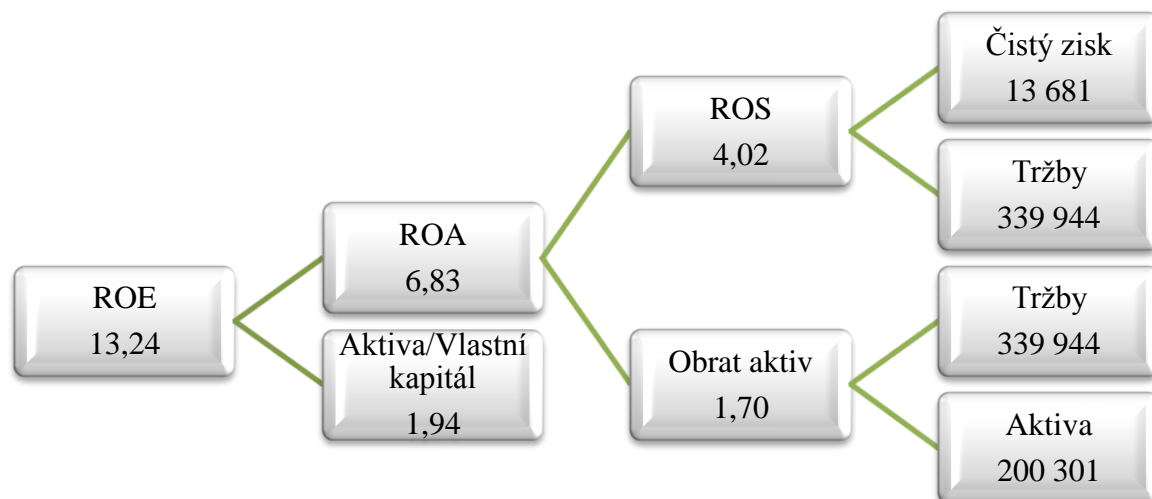 ROE
13,24
ROA
6,83
Aktiva/Vlastní
kapitál
1,94
ROS
4,02
Obrat aktiv
1,70
Čistý zisk
13 681
Tržby
339 944
Tržby
339 944
Aktiva
200 301